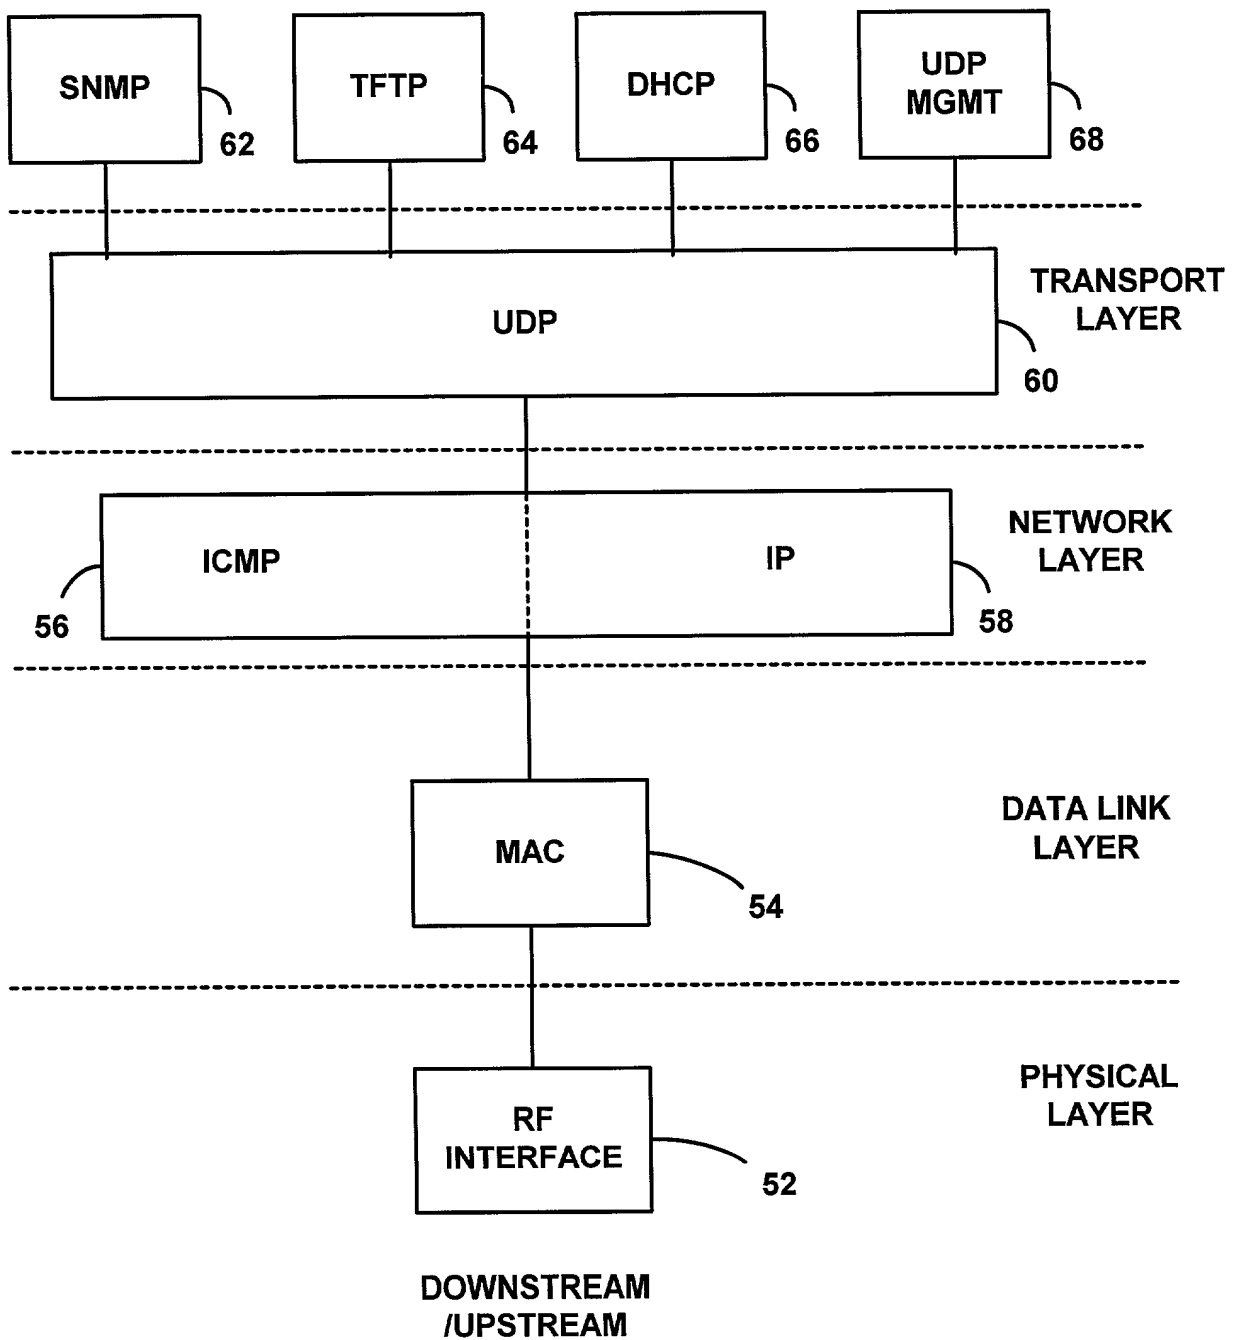 SNMP
62
TFTP
64
DHCP
66
UDP
MGMT
68
TRANSPORT
LAYER
UDP
60
NETWORK
LAYER
ICMP
IP
56
58
DATA LINK
LAYER
MAC
54
PHYSICAL
LAYER
RF
INTERFACE
52
DOWNSTREAM
/UPSTREAM